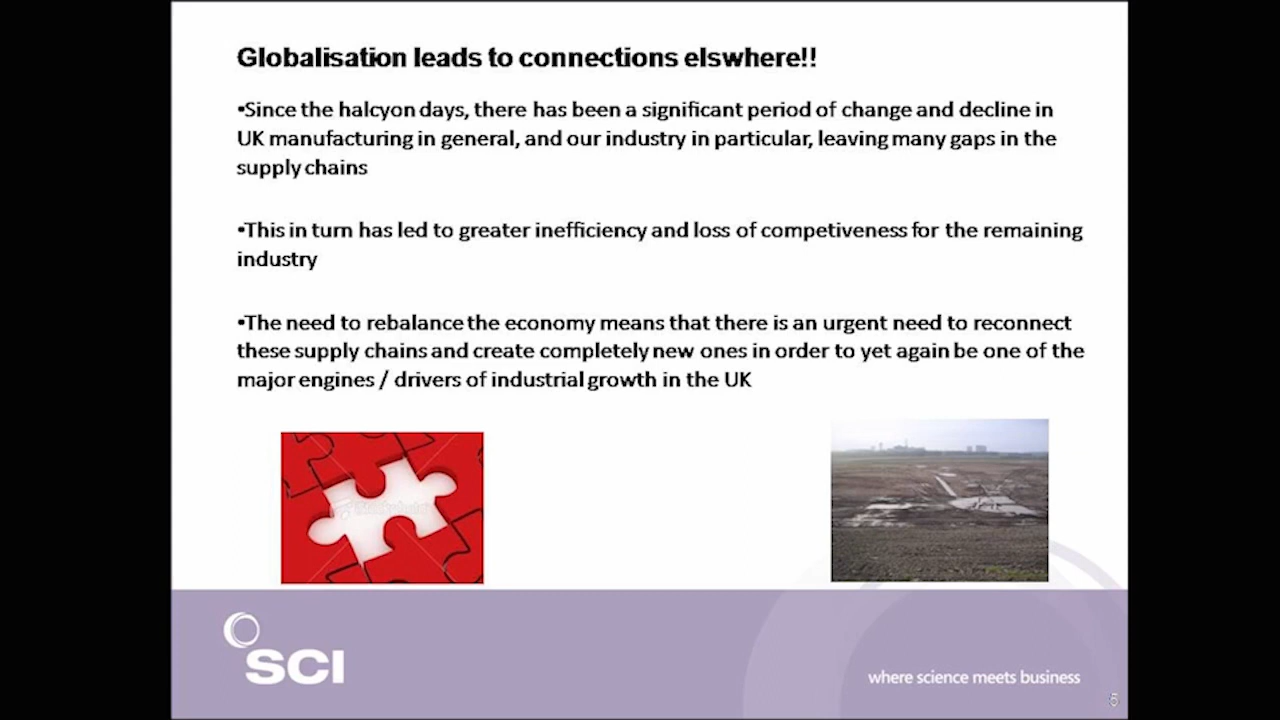 Globalisation leads to connections elswhere!!
•Since the halcyon days, there has been a significant period of change and decline in
UK manufacturing in general, and our industry in particular, leaving many gaps in the
supply chains
•This in turn has led to greater inefficiency and loss of competiveness for the remaining
industry
•The need to rebalance the economy means that there is an urgent need to reconnect
these supply chains and create completely new ones in order to yet again be one of the
major engines / drivers of industrial growth in the UK
SCI
where science meets business